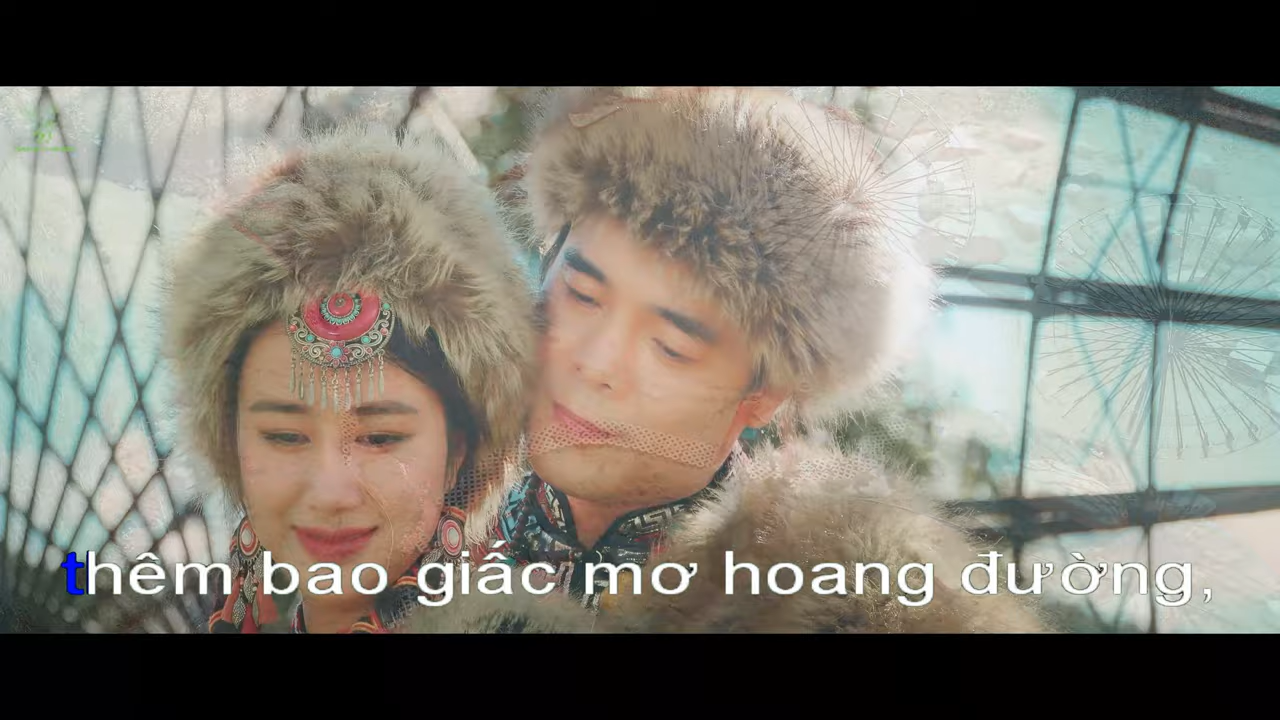 thêm bao giấc mơ hoang đường,